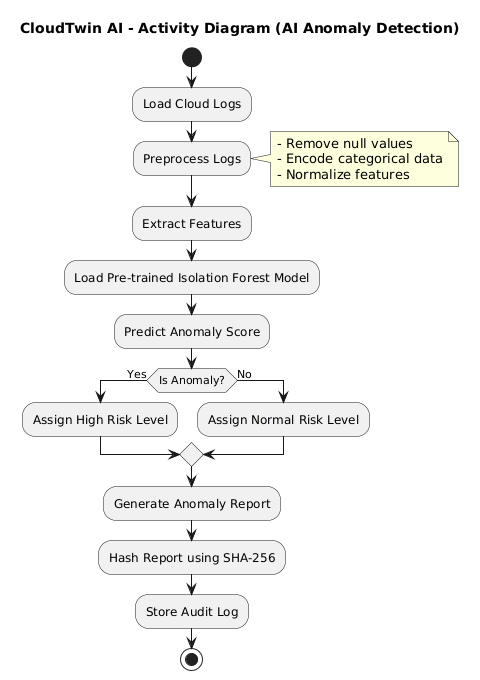 CloudTwin AI - Activity Diagram (AI Anomaly Detection)
Load Cloud Logs
Preprocess Logs
- Remove null values
- Encode categorical data
- Normalize features
Extract Features
Load Pre-trained Isolation Forest Model
Predict Anomaly Score
Yes
Is Anomaly?
No
Assign High Risk Level
Assign Normal Risk Level
Generate Anomaly Report
Hash Report using SHA-256
Store Audit Log